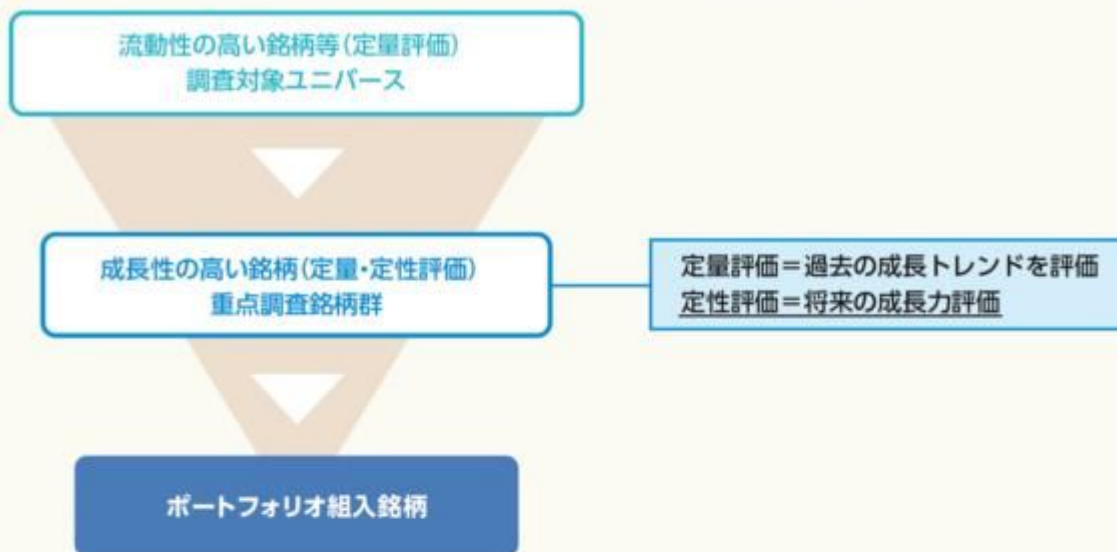 流動性の高い銘柄等(定量評価)
調査対象ユニバース
成長性の高い銘柄(定量・定性評価)
重点調査銘柄群
定量評価＝過去の成長トレンドを評価
定性評価＝将来の成長力評価
ポートフォリオ組入銘柄